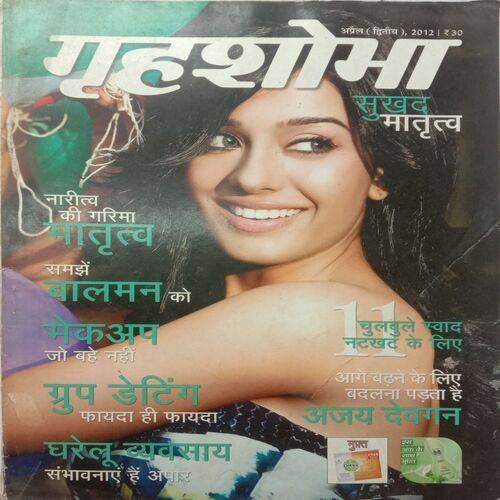 अप्रैल ( द्वितीय ), 2012 | ₹ 30
गृहशोभा
सुखद
मातृत्व
नारीत्व
की गरिमा
मातृत्व
समझें
बालमन को
मेकअप
जो बहे नहीं
ग्रुप डेटिंग
फायदा ही फायदा
घरेलू व्यवसाय
संभावनाएं हैं अपार
11 चुलबुले स्वाद
नटखट के लिए
आगे बढ़ने के लिए
बदलना पड़ता है
अजय देवगन
मुफ़्त
इस
अंक के
साथ
मुफ़्त